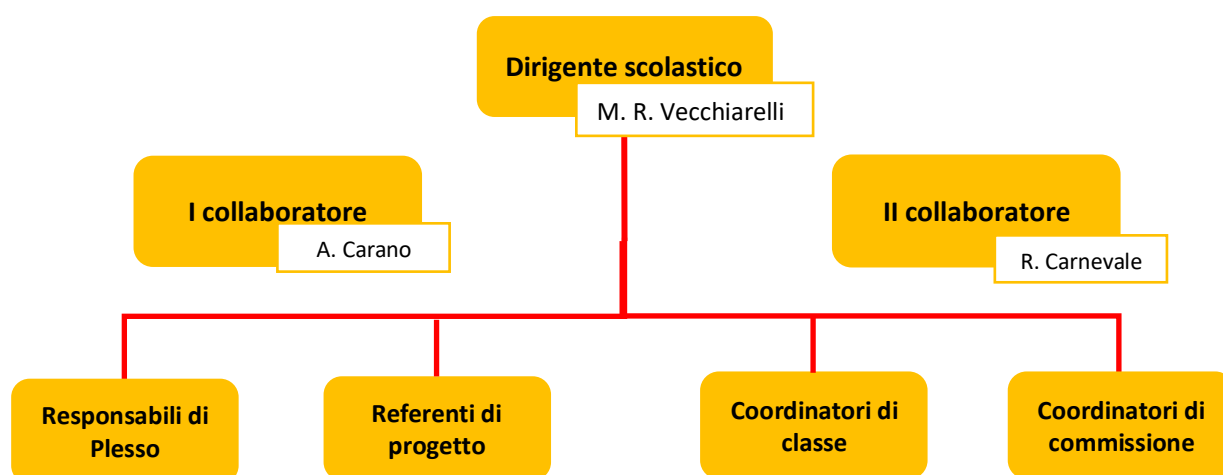 Dirigente scolastico
M. R. Vecchiarelli
I collaboratore
A. Carano
II collaboratore
R. Carnevale
Responsabili di
Plesso
Referenti di
progetto
Coordinatori di
classe
Coordinatori di
commissione